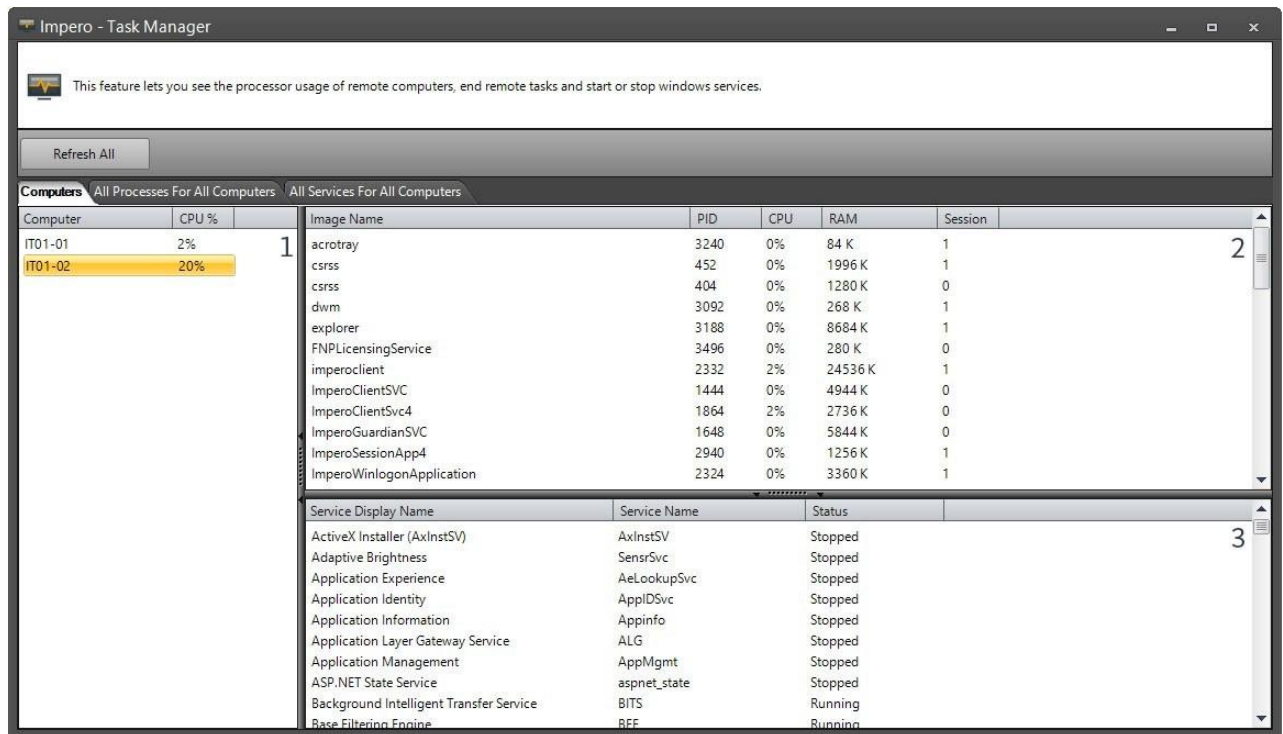 Impero - Task Manager
This feature lets you see the processor usage of remote computers, end remote tasks and start or stop windows services.
Refresh All
Computers All Processes For All Computers All Services For All Computers
Computer CPU %
IT01-01 2%
IT01-02 20%
1
Image Name PID CPU RAM Session
acrotray 3240 0% 84 K 1
csrss 452 0% 1996 K 1
csrss 404 0% 1280 K 0
dwm 3092 0% 268 K 1
explorer 3188 0% 8684 K 1
FNPLicensingService 3496 0% 280 K 0
imperoclient 2332 2% 24536 K 1
ImperoClientSVC 1444 0% 4944 K 0
ImperoClientSvc4 1864 2% 2736 K 0
ImperoGuardianSVC 1648 0% 5844 K 0
ImperoSessionApp4 2940 0% 1256 K 1
ImperoWinlogonApplication 2324 0% 3360 K 1
2
Service Display Name Service Name Status
ActiveX Installer (AxInstSV) AxInstSV Stopped
Adaptive Brightness SensrSvc Stopped
Application Experience AeLookupSvc Stopped
Application Identity AppIDSvc Stopped
Application Information Appinfo Stopped
Application Layer Gateway Service ALG Stopped
Application Management AppMgmt Stopped
ASP.NET State Service aspnet_state Stopped
Background Intelligent Transfer Service BITS Running
Base Filtering Engine BFE Running
3